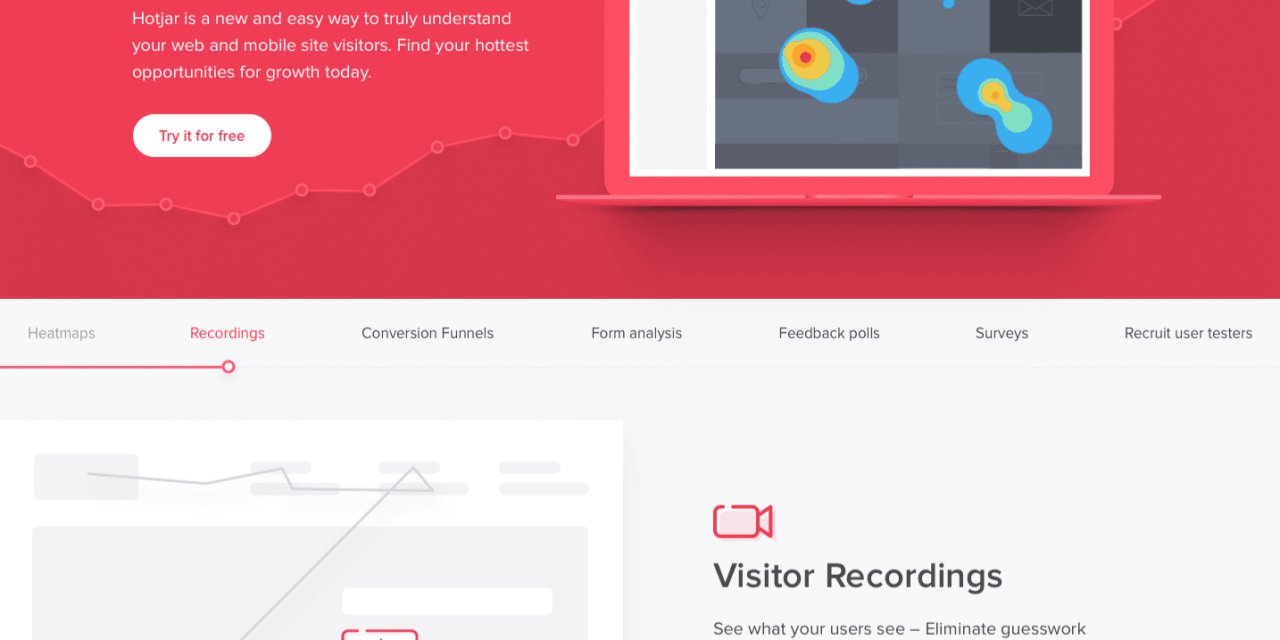 Hotjar is a new and easy way to truly understand
your web and mobile site visitors. Find your hottest
opportunities for growth today.
Try it for free
Heatmaps
Recordings
Conversion Funnels
Form analysis
Feedback polls
Surveys
Recruit user testers
Visitor Recordings
See what your users see – Eliminate guesswork